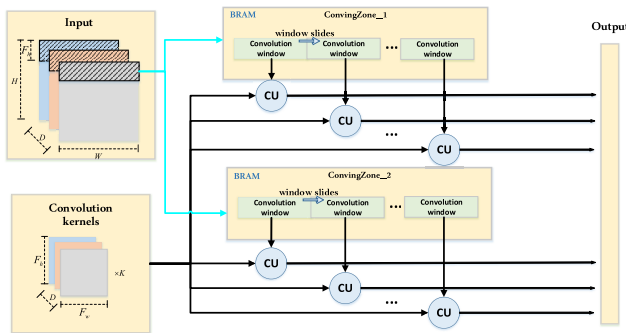 Input
F_h
H
D
W
BRAM
ConvingZone_1
window slides
Convolution window
Convolution window
...
Convolution window
CU
CU
...
CU
Output
BRAM
ConvingZone_2
window slides
Convolution window
Convolution window
...
Convolution window
CU
CU
...
CU
Convolution
kernels
F_h
D
F_w
×K